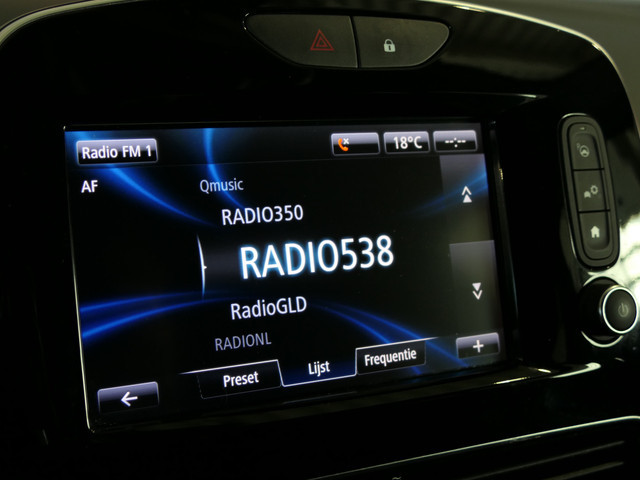 Radio FM 1
18°C
--:--
AF
Qmusic
RADIO350
RADIO538
RadioGLD
RADIONL
Preset
Lijst
Frequentie
+